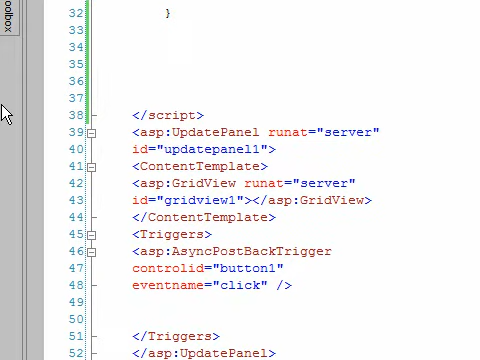 oolbox
32 }
33
34
35
36
37
38 </script>
39 <asp:UpdatePanel runat="server"
40 id="updatepanel1">
41 <ContentTemplate>
42 <asp:GridView runat="server"
43 id="gridview1"></asp:GridView>
44 </ContentTemplate>
45 <Triggers>
46 <asp:AsyncPostBackTrigger
47 controlid="button1"
48 eventname="click" />
49
50
51 </Triggers>
52 </asp:UpdatePanel>